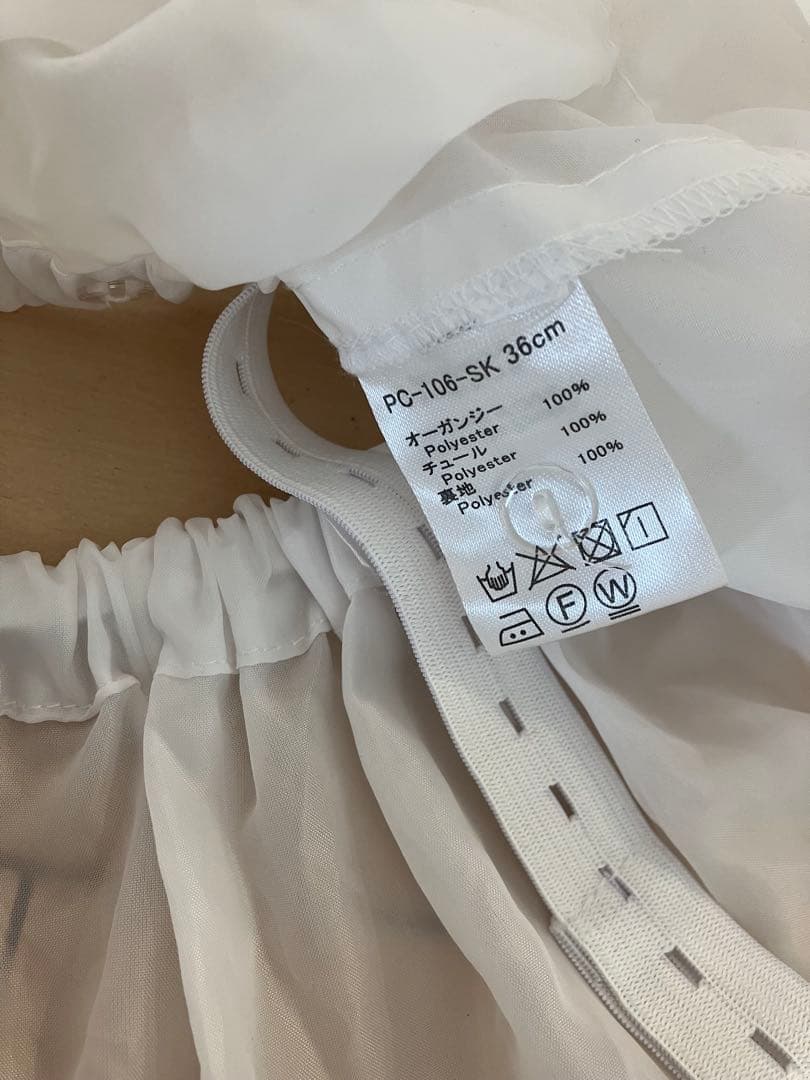 PC-106-SK 36cm
オーガンジー 100%
Polyester
チュール 100%
Polyester
裏地 100%
Polyester
F W